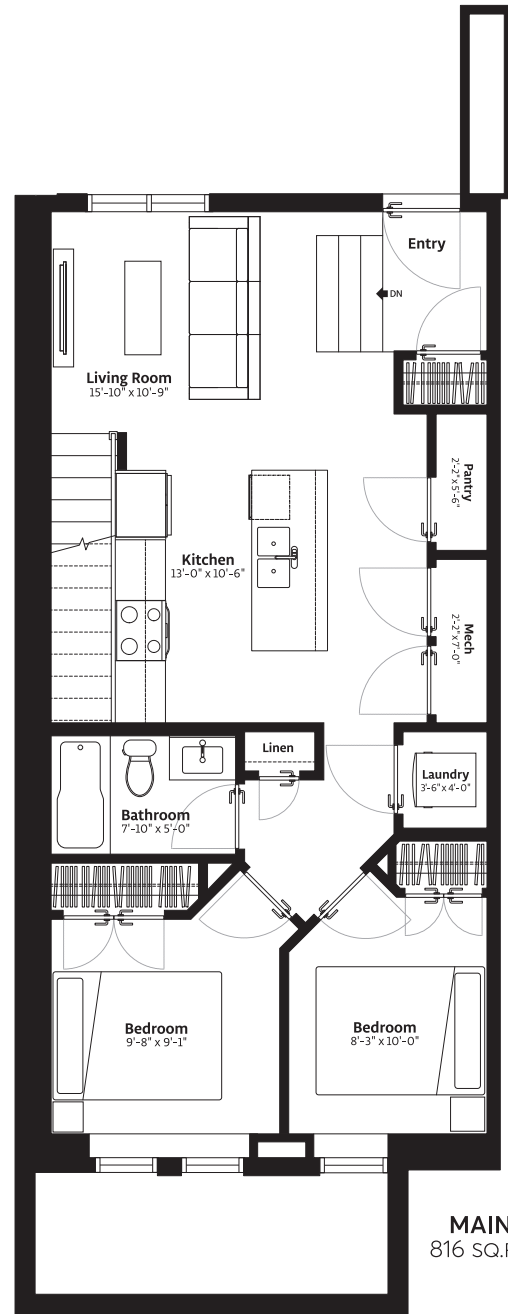 Entry
DN
Living Room
15'-10" x 10'-9"
Pantry
2'-2" x 5'-6"
Kitchen
13'-0" x 10'-6"
Mech
2'-2" x 7'-0"
Linen
Laundry
3'-6" x 4'-0"
Bathroom
7'-10" x 5'-0"
Bedroom
9'-8" x 9'-1"
Bedroom
8'-3" x 10'-0"
MAIN
816 SQ.F